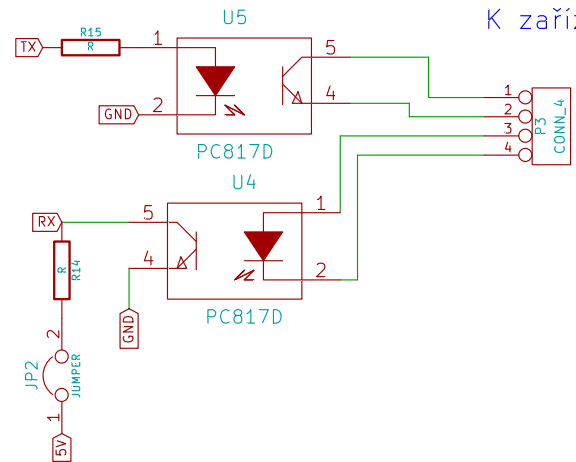 U5
K zaří
R15
TX
R
1
5
2
GND
4
PC817D
1
2
3
4
P3
CONN_4
U4
RX
5
1
4
2
PC817D
R
R14
GND
2
JP2
JUMPER
1
5V